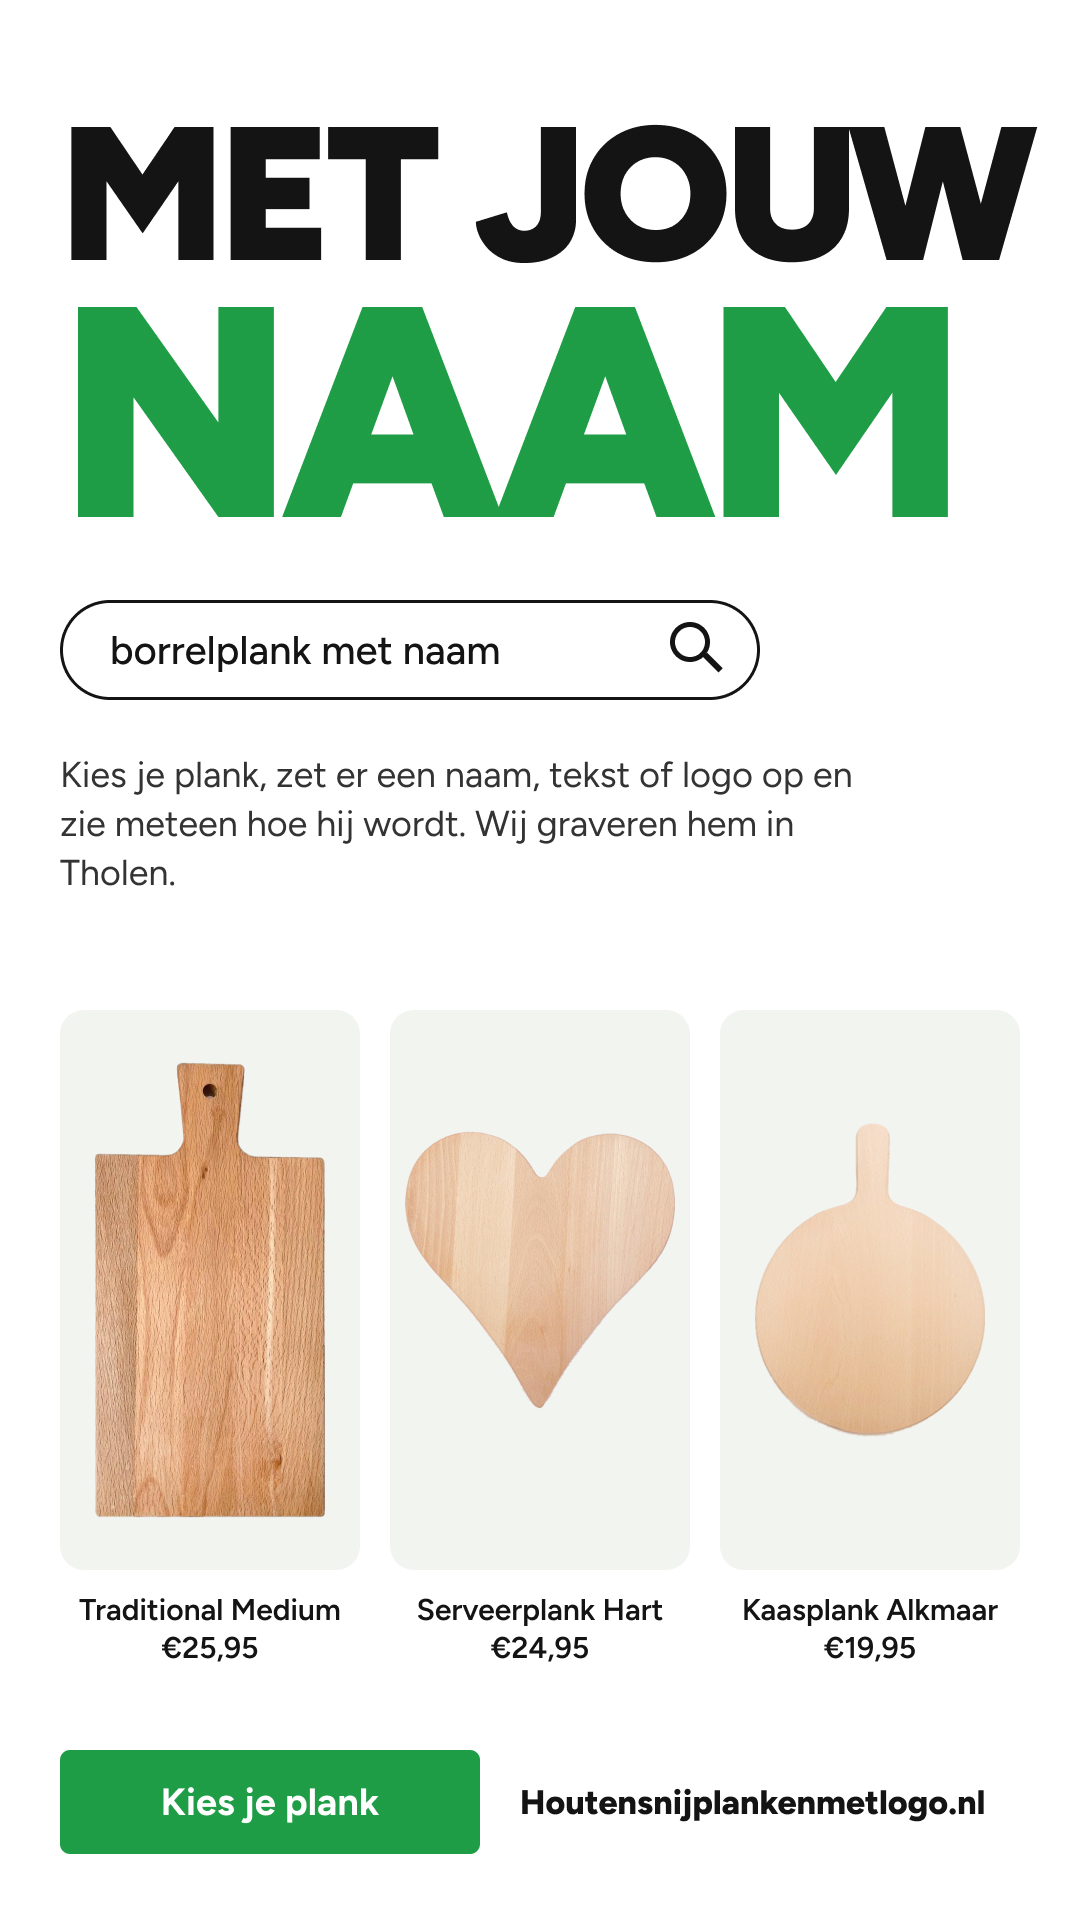 MET JOUW
NAAM
borrelplank met naam
Kies je plank, zet er een naam, tekst of logo op en
zie meteen hoe hij wordt. Wij graveren hem in
Tholen.
Traditional Medium
€25,95
Serveerplank Hart
€24,95
Kaasplank Alkmaar
€19,95
Kies je plank
Houtensnijplankenmetlogo.nl